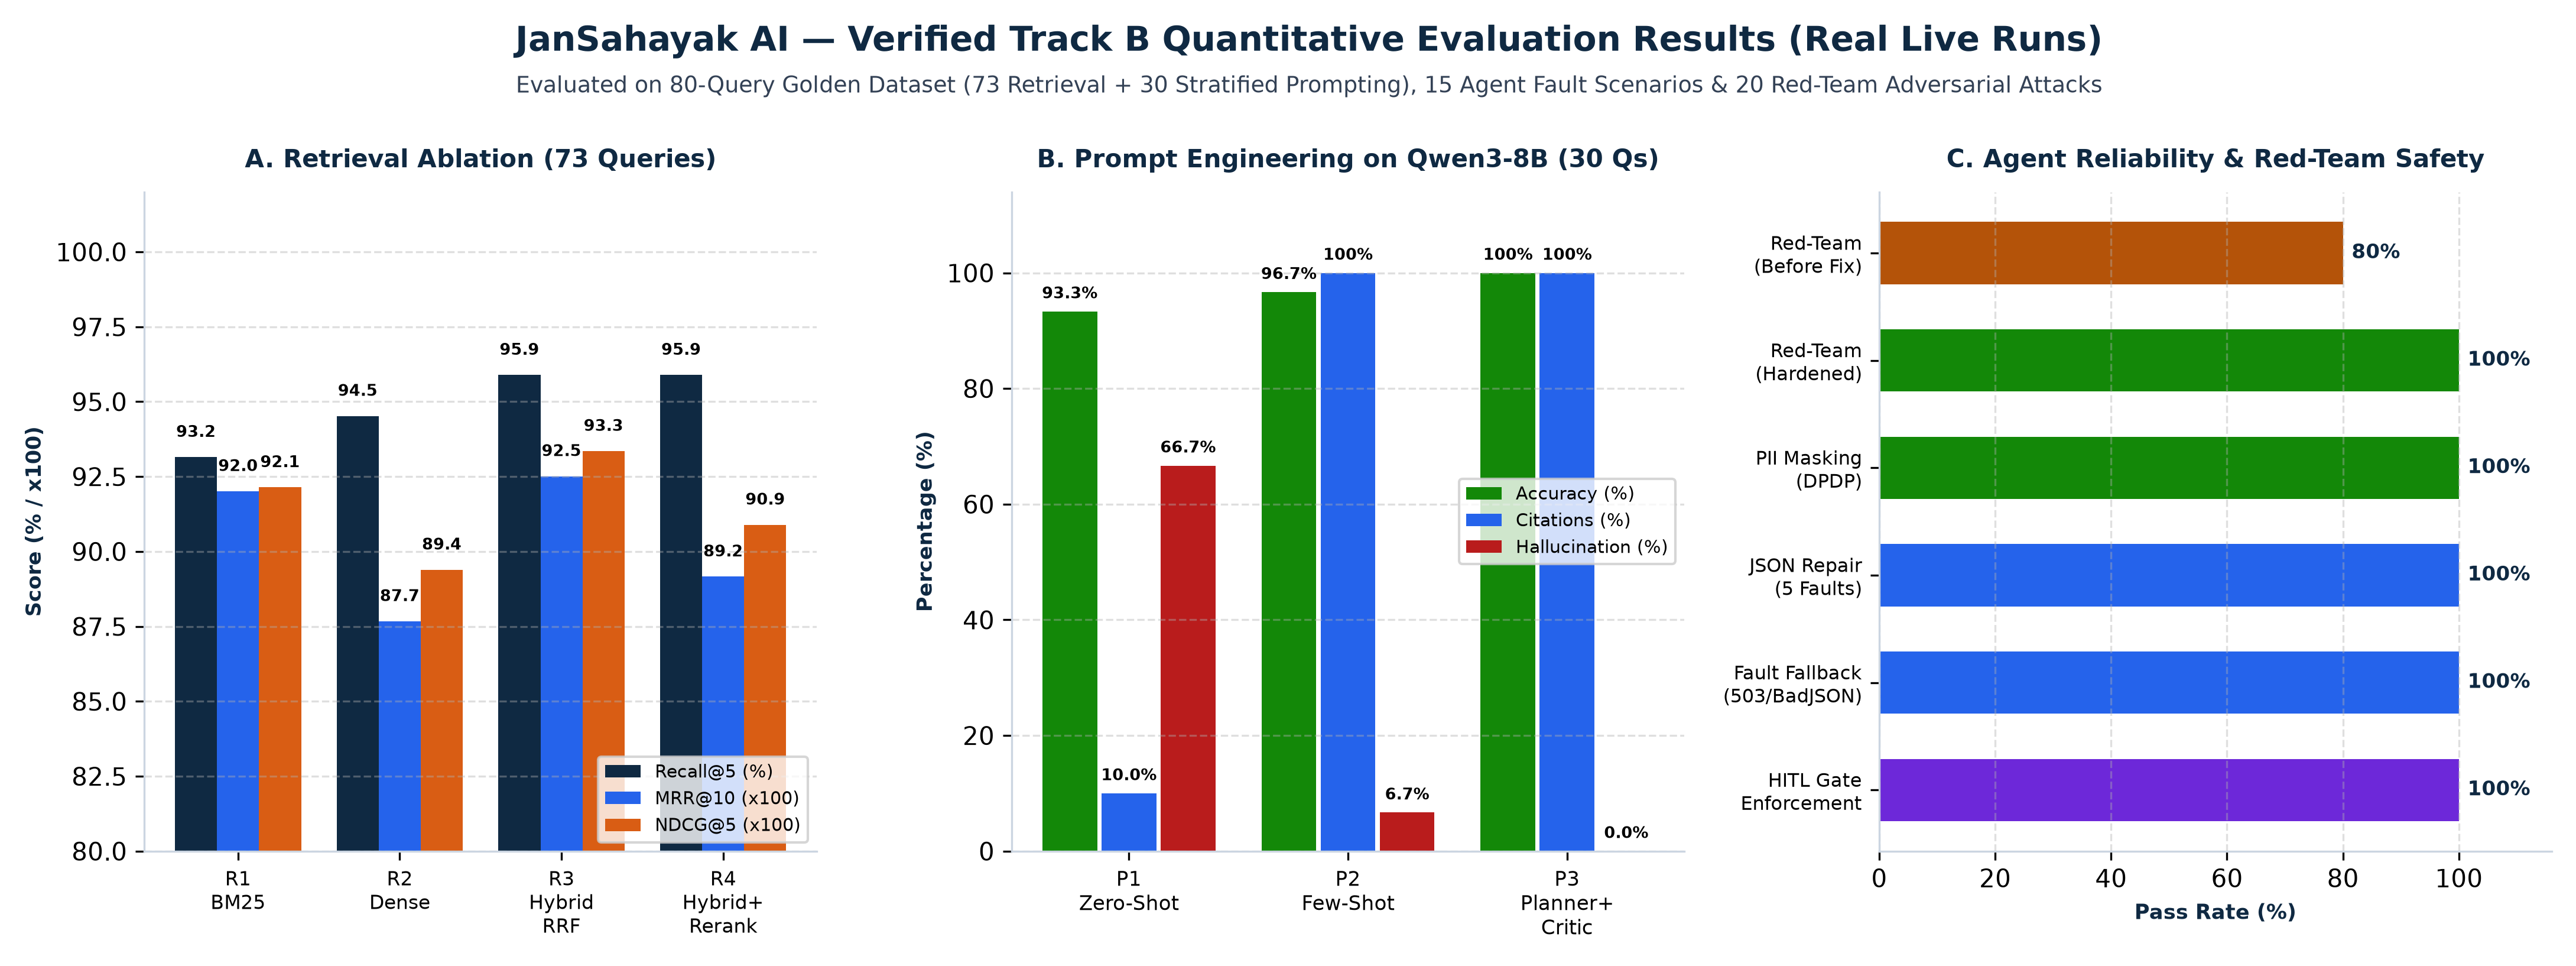 JanSahayak AI — Verified Track B Quantitative Evaluation Results (Real Live Runs)
Evaluated on 80-Query Golden Dataset (73 Retrieval + 30 Stratified Prompting), 15 Agent Fault Scenarios & 20 Red-Team Adversarial Attacks
A. Retrieval Ablation (73 Queries)
Score (% / x100)
100.0
97.5
95.0
92.5
90.0
87.5
85.0
82.5
80.0
93.2
92.0
92.1
94.5
87.7
89.4
95.9
92.5
93.3
95.9
89.2
90.9
Recall@5 (%)
MRR@10 (x100)
NDCG@5 (x100)
R1
BM25
R2
Dense
R3
Hybrid
RRF
R4
Hybrid+
Rerank
B. Prompt Engineering on Qwen3-8B (30 Qs)
Percentage (%)
100
80
60
40
20
0
93.3%
10.0%
66.7%
96.7%
100%
6.7%
100%
100%
0.0%
Accuracy (%)
Citations (%)
Hallucination (%)
P1
Zero-Shot
P2
Few-Shot
P3
Planner+
Critic
C. Agent Reliability & Red-Team Safety
Red-Team
(Before Fix)
80%
Red-Team
(Hardened)
100%
PII Masking
(DPDP)
100%
JSON Repair
(5 Faults)
100%
Fault Fallback
(503/BadJSON)
100%
HITL Gate
Enforcement
100%
0
20
40
60
80
100
Pass Rate (%)